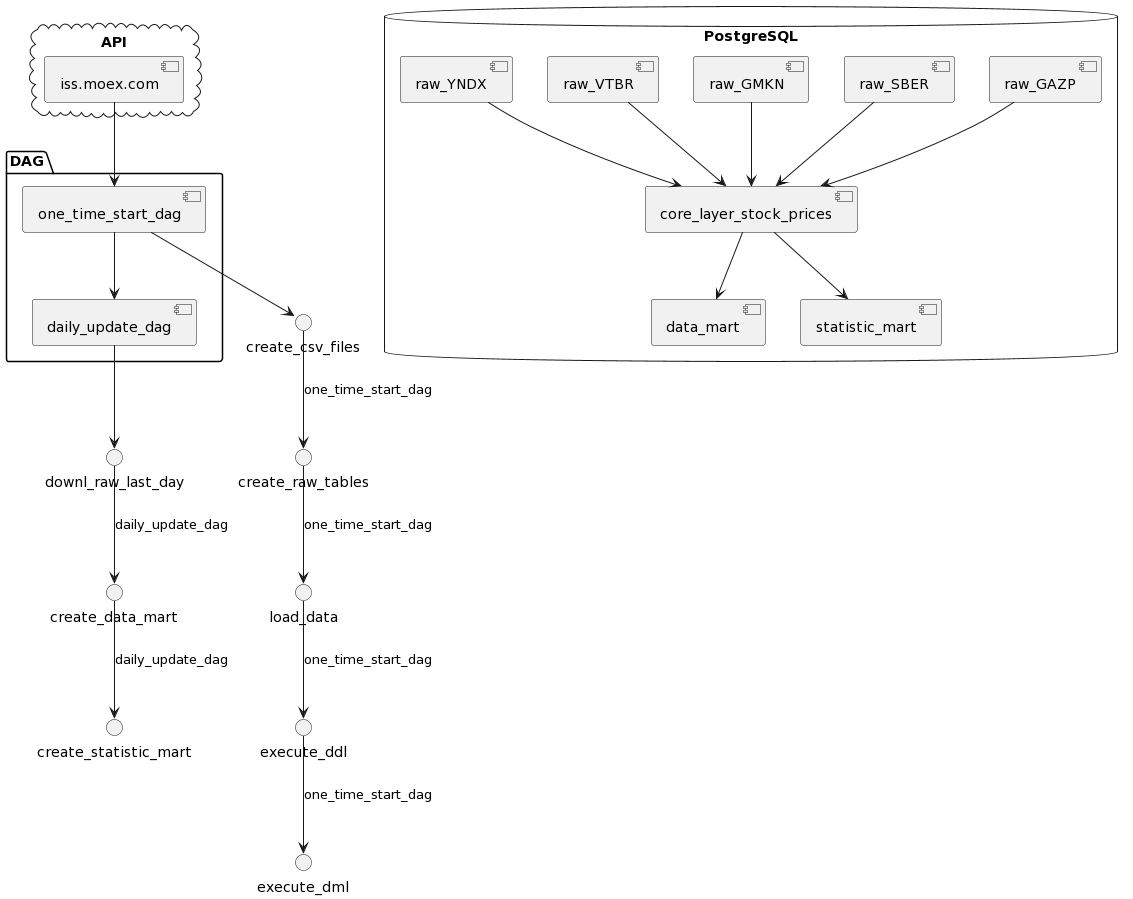 API
iss.moex.com
DAG
one_time_start_dag
daily_update_dag
PostgreSQL
raw_YNDX
raw_VTBR
raw_GMKN
raw_SBER
raw_GAZP
core_layer_stock_prices
data_mart
statistic_mart
create_csv_files
one_time_start_dag
downl_raw_last_day
create_raw_tables
daily_update_dag
one_time_start_dag
create_data_mart
load_data
daily_update_dag
one_time_start_dag
create_statistic_mart
execute_ddl
one_time_start_dag
execute_dml